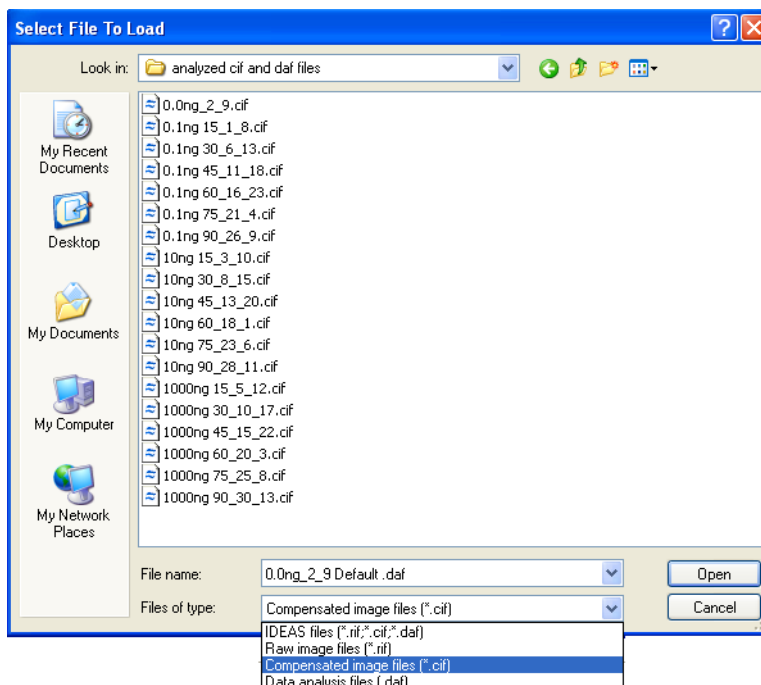 Select File To Load
Look in: analyzed cif and daf files
My Recent Documents
Desktop
My Documents
My Computer
My Network Places
0.0ng_2_9.cif
0.1ng 15_1_8.cif
0.1ng 30_6_13.cif
0.1ng 45_11_18.cif
0.1ng 60_16_23.cif
0.1ng 75_21_4.cif
0.1ng 90_26_9.cif
10ng 15_3_10.cif
10ng 30_8_15.cif
10ng 45_13_20.cif
10ng 60_18_1.cif
10ng 75_23_6.cif
10ng 90_28_11.cif
1000ng 15_5_12.cif
1000ng 30_10_17.cif
1000ng 45_15_22.cif
1000ng 60_20_3.cif
1000ng 75_25_8.cif
1000ng 90_30_13.cif
File name: 0.0ng_2_9 Default .daf Open
Files of type: Compensated image files (*.cif) Cancel
IDEAS files (*.rif;*.cif;*.daf)
Raw image files (*.rif)
Compensated image files (*.cif)
Data analysis files (.daf)